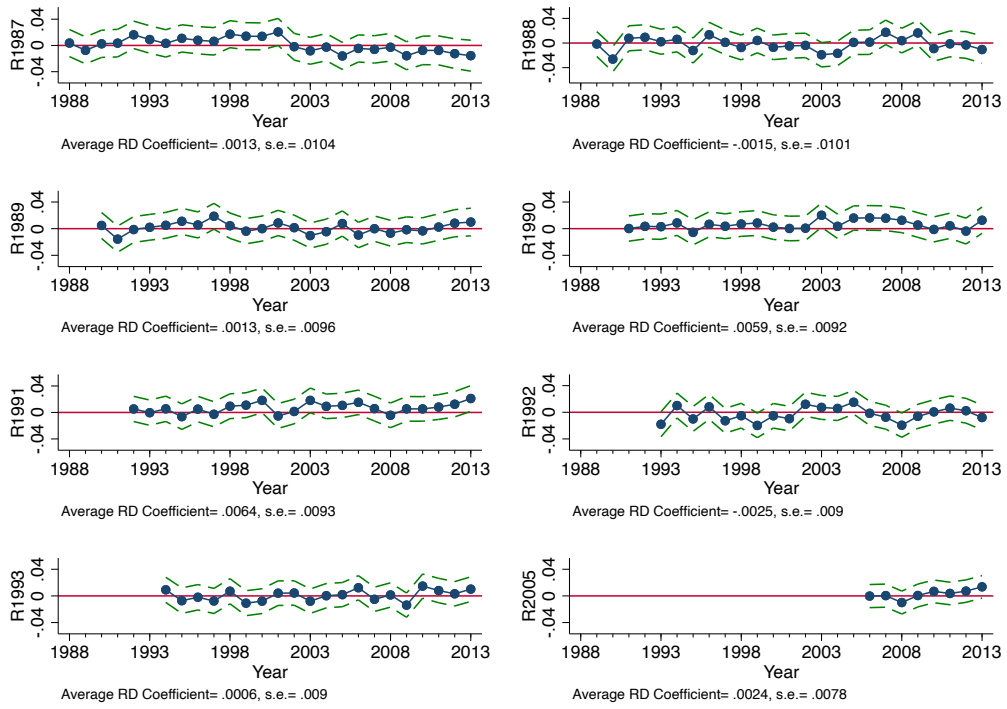 R1987
.04
0
-.04
1988 1993 1998 2003 2008 2013
Year
Average RD Coefficient= .0013, s.e.= .0104
R1988
.04
0
-.04
1988 1993 1998 2003 2008 2013
Year
Average RD Coefficient= -.0015, s.e.= .0101
R1989
.04
0
-.04
1988 1993 1998 2003 2008 2013
Year
Average RD Coefficient= .0013, s.e.= .0096
R1990
.04
0
-.04
1988 1993 1998 2003 2008 2013
Year
Average RD Coefficient= .0059, s.e.= .0092
R1991
.04
0
-.04
1988 1993 1998 2003 2008 2013
Year
Average RD Coefficient= .0064, s.e.= .0093
R1992
.04
0
-.04
1988 1993 1998 2003 2008 2013
Year
Average RD Coefficient= -.0025, s.e.= .009
R1993
.04
0
-.04
1988 1993 1998 2003 2008 2013
Year
Average RD Coefficient= .0006, s.e.= .009
R2005
.04
0
-.04
1988 1993 1998 2003 2008 2013
Year
Average RD Coefficient= .0024, s.e.= .0078